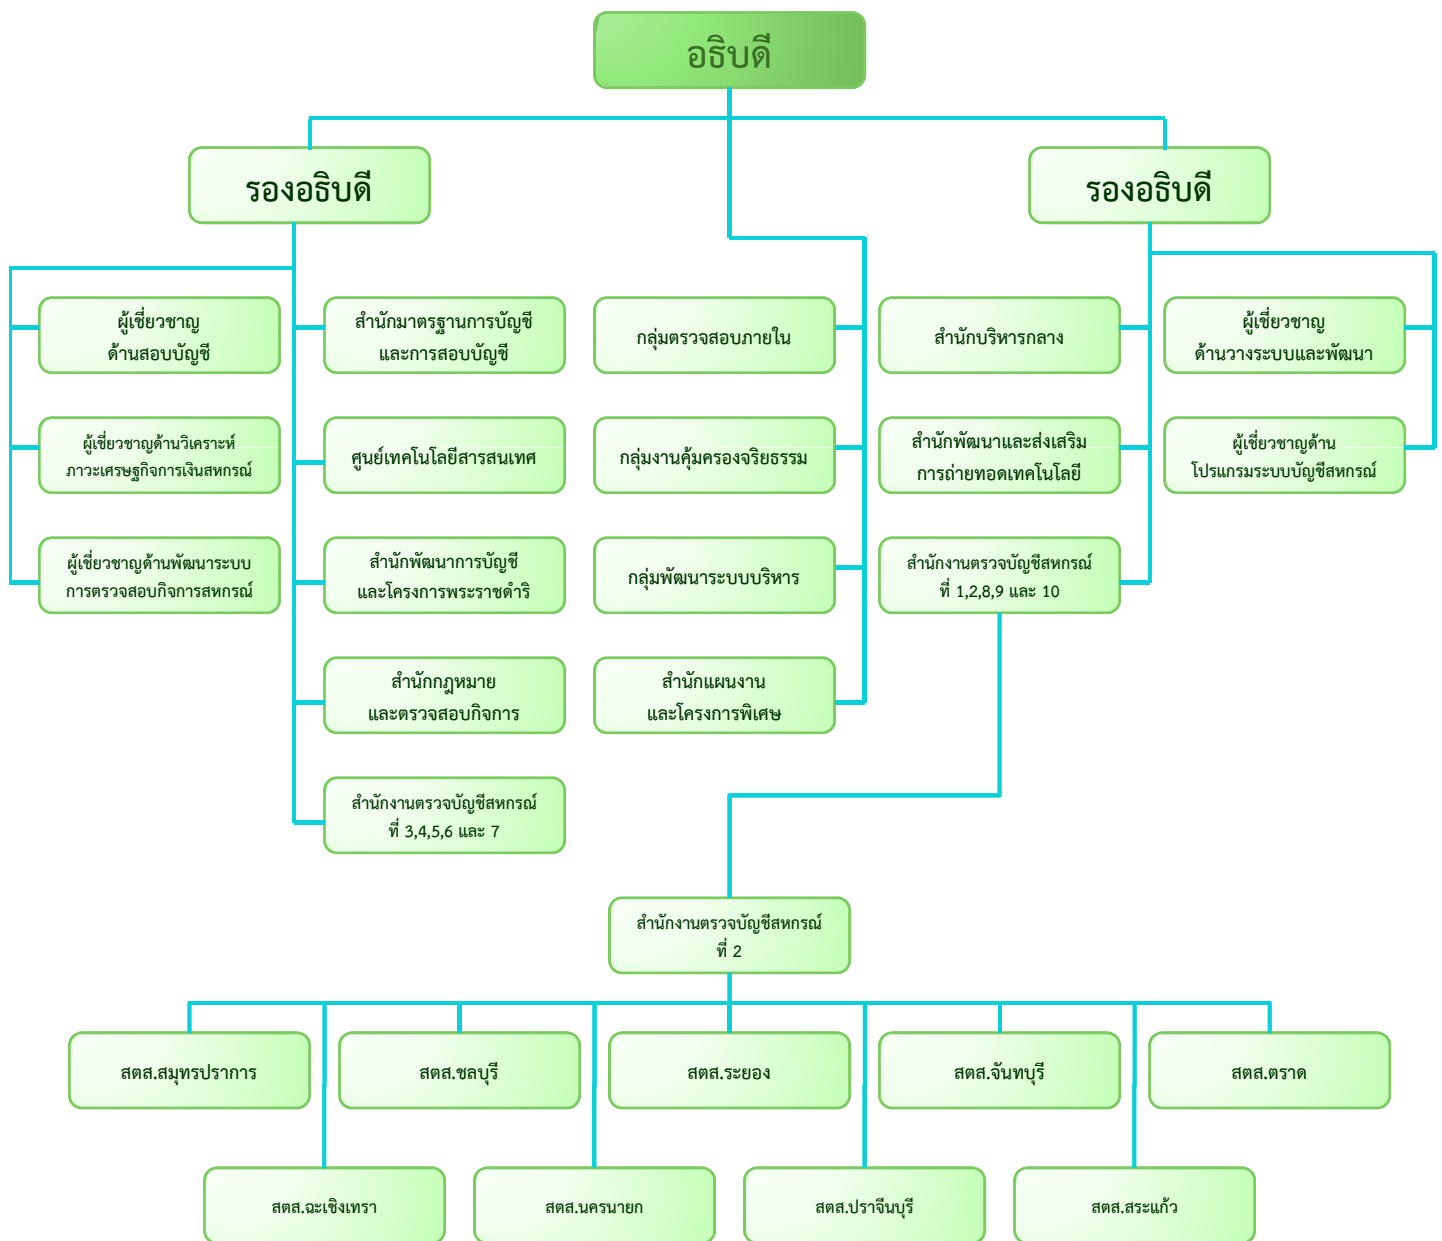 อธิบดี
รองอธิบดี
รองอธิบดี
ผู้เชี่ยวชาญ
ด้านสอบบัญชี
สำนักมาตรฐานการบัญชี
และการสอบบัญชี
กลุ่มตรวจสอบภายใน
สำนักบริหารกลาง
ผู้เชี่ยวชาญ
ด้านวางระบบและพัฒนา
ผู้เชี่ยวชาญด้านวิเคราะห์
ภาวะเศรษฐกิจการเงินสหกรณ์
ศูนย์เทคโนโลยีสารสนเทศ
กลุ่มงานคุ้มครองจริยธรรม
สำนักพัฒนาและส่งเสริม
การถ่ายทอดเทคโนโลยี
ผู้เชี่ยวชาญด้าน
โปรแกรมระบบบัญชีสหกรณ์
ผู้เชี่ยวชาญด้านพัฒนาระบบ
การตรวจสอบกิจการสหกรณ์
สำนักพัฒนาการบัญชี
และโครงการพระราชดำริ
กลุ่มพัฒนาระบบบริหาร
สำนักงานตรวจบัญชีสหกรณ์
ที่ 1,2,8,9 และ 10
สำนักกฎหมาย
และตรวจสอบกิจการ
สำนักแผนงาน
และโครงการพิเศษ
สำนักงานตรวจบัญชีสหกรณ์
ที่ 3,4,5,6 และ 7
สำนักงานตรวจบัญชีสหกรณ์
ที่ 2
สตส.สมุทรปราการ
สตส.ชลบุรี
สตส.ระยอง
สตส.จันทบุรี
สตส.ตราด
สตส.ฉะเชิงเทรา
สตส.นครนายก
สตส.ปราจีนบุรี
สตส.สระแก้ว